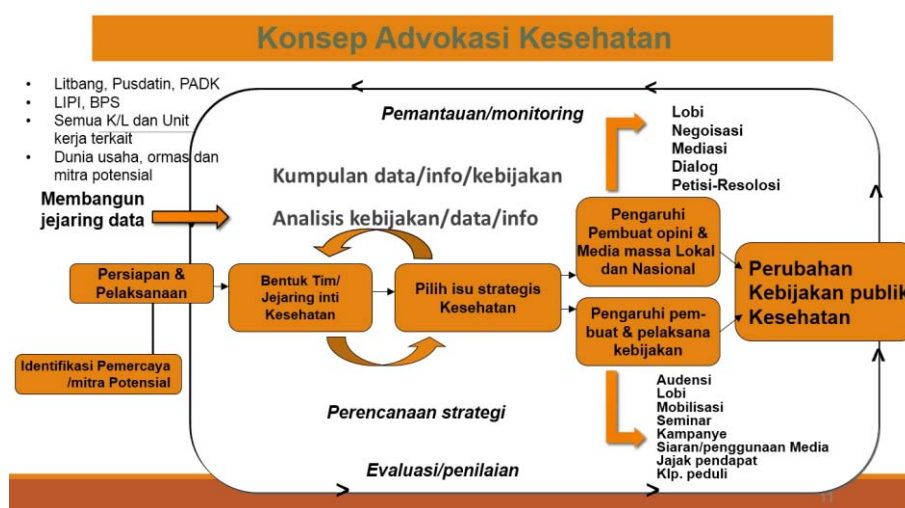 Konsep Advokasi Kesehatan
• Litbang, Pusdatin, PADK
• LIPI, BPS
• Semua K/L dan Unit
kerja terkait
• Dunia usaha, ormas dan
mitra potensial
Membangun
jejaring data
Pemantauan/monitoring
Kumpulan data/info/kebijakan
Analisis kebijakan/data/info
Lobi
Negoisasi
Mediasi
Dialog
Petisi-Resolosi
Persiapan &
Pelaksanaan
Bentuk Tim/
Jejaring inti
Kesehatan
Pilih isu strategis
Kesehatan
Pengaruhi
Pembuat opini &
Media massa Lokal
dan Nasional
Pengaruhi pem-
buat & pelaksana
kebijakan
Perubahan
Kebijakan publik
Kesehatan
Identifikasi Pemercaya
/mitra Potensial
Perencanaan strategi
Evaluasi/penilaian
Audensi
Lobi
Mobilisasi
Seminar
Kampanye
Siaran/penggunaan Media
Jajak pendapat
Klp. peduli
11